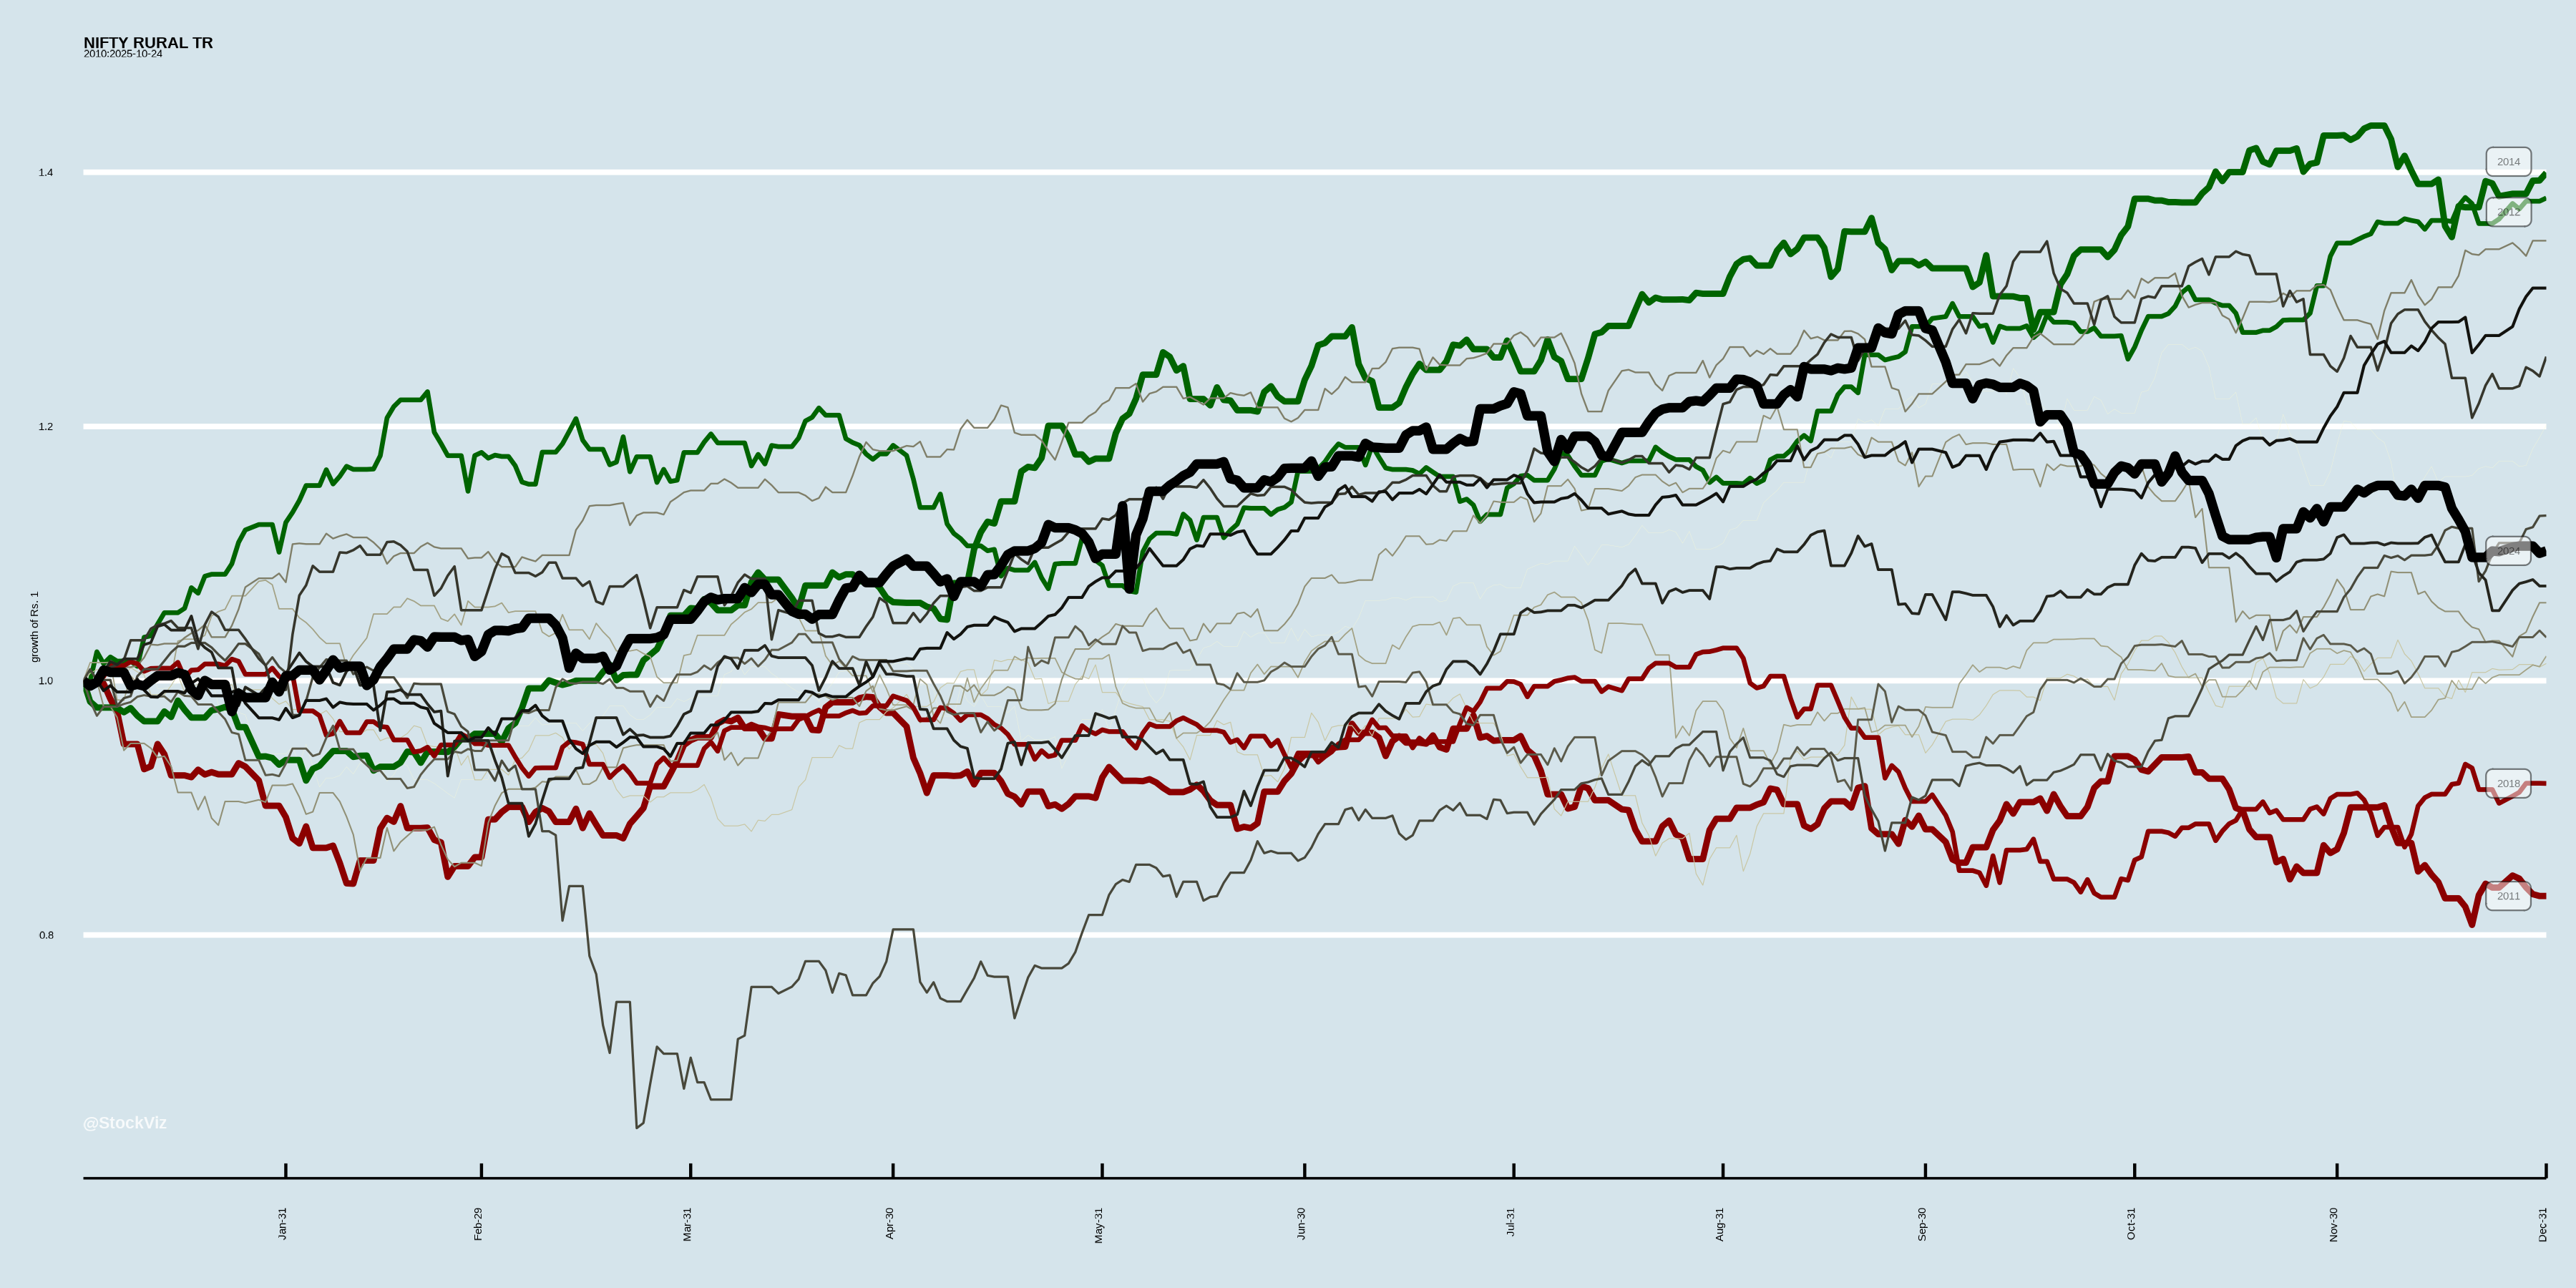 NIFTY RURAL TR
2010:2025-10-24
growth of Rs. 1
1.4
1.2
1.0
0.8
2014
2012
2024
2018
2011
@StockViz
Jan-31
Feb-29
Mar-31
Apr-30
May-31
Jun-30
Jul-31
Aug-31
Sep-30
Oct-31
Nov-30
Dec-31